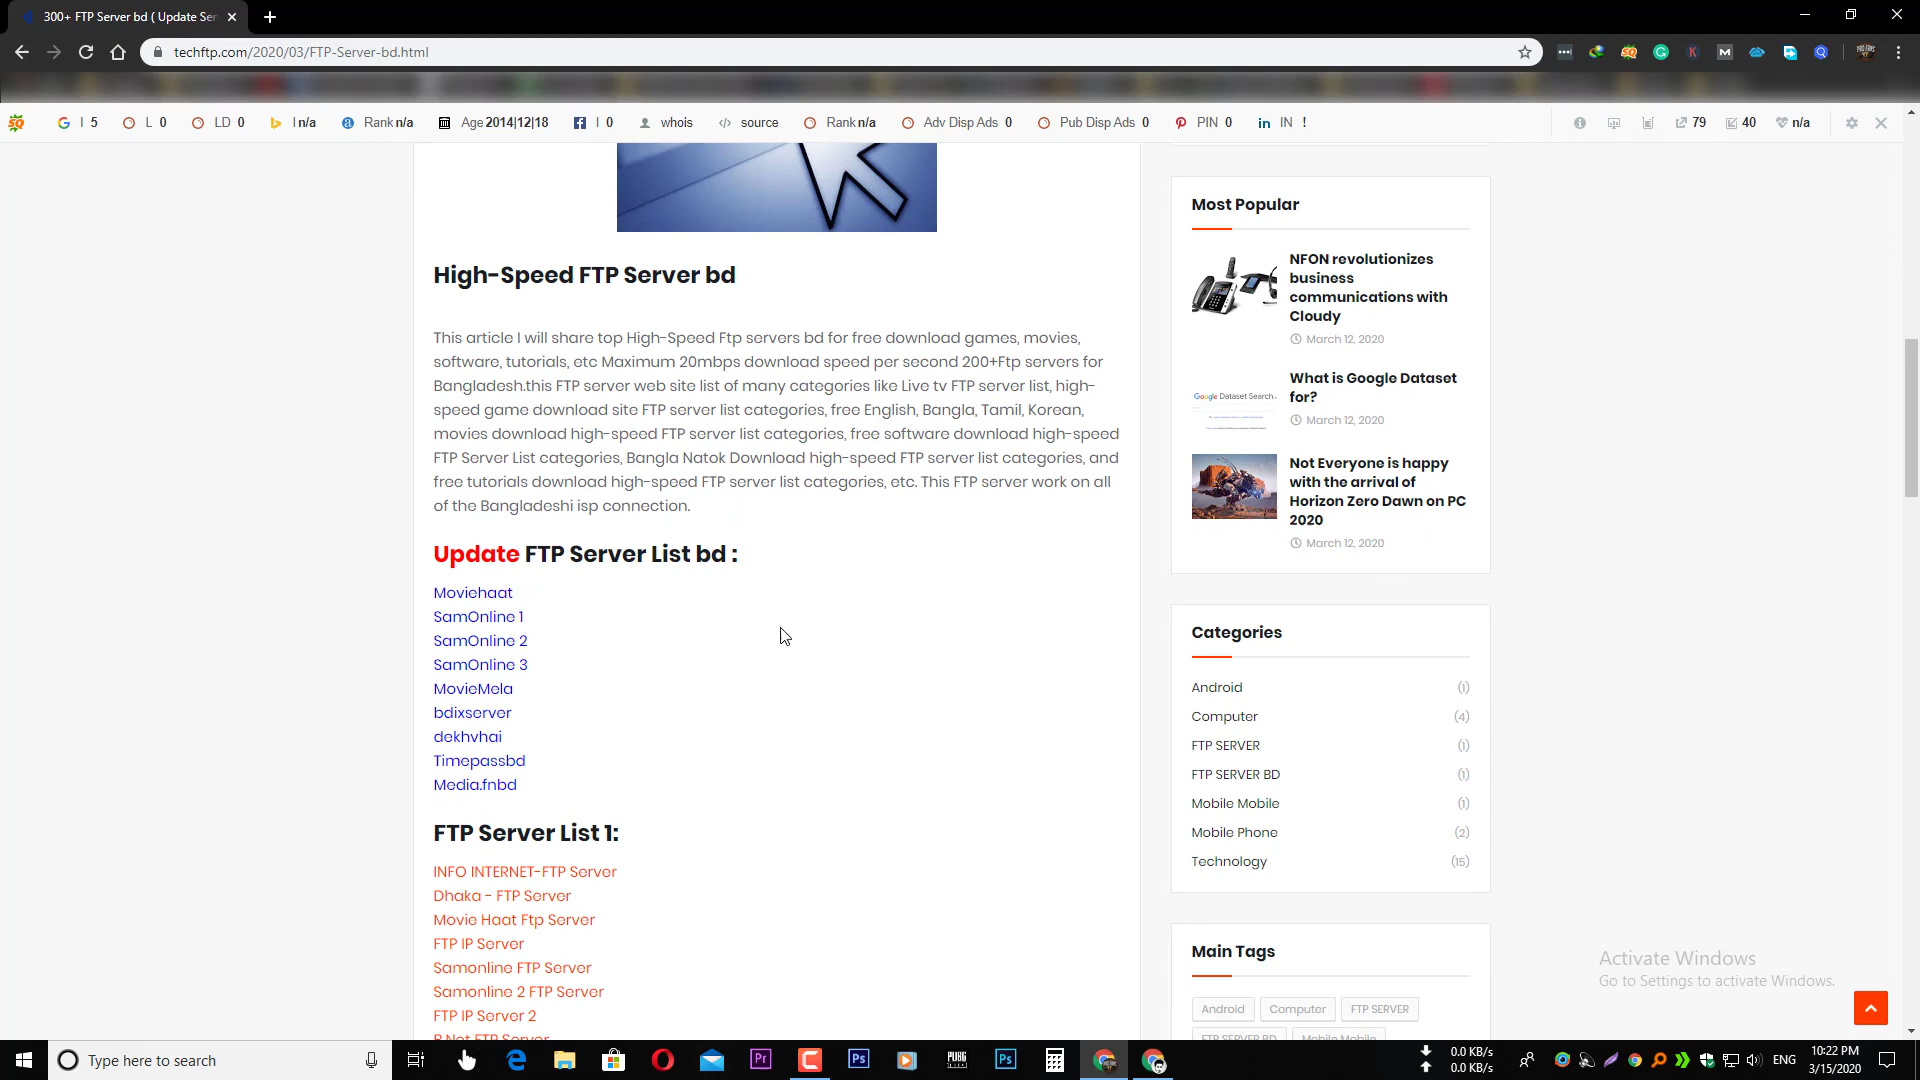 300+ FTP Server bd ( Update Ser
techftp.com/2020/03/FTP-Server-bd.html
I 5 L 0 LD 0 I n/a Rank n/a Age 2014|12|18 I 0 whois source Rank n/a Adv Disp Ads 0 Pub Disp Ads 0 PIN 0 IN ! 79 40 n/a
High-Speed FTP Server bd
This article I will share top High-Speed Ftp servers bd for free download games, movies,
software, tutorials, etc Maximum 20mbps download speed per second 200+Ftp servers for
Bangladesh.this FTP server web site list of many categories like Live tv FTP server list, high-
speed game download site FTP server list categories, free English, Bangla, Tamil, Korean,
movies download high-speed FTP server list categories, free software download high-speed
FTP Server List categories, Bangla Natok Download high-speed FTP server list categories, and
free tutorials download high-speed FTP server list categories, etc. This FTP server work on all
of the Bangladeshi isp connection.
Update FTP Server List bd :
Moviehaat
SamOnline 1
SamOnline 2
SamOnline 3
MovieMela
bdixserver
dekhvhai
Timepassbd
Media.fnbd
FTP Server List 1:
INFO INTERNET-FTP Server
Dhaka - FTP Server
Movie Haat Ftp Server
FTP IP Server
Samonline FTP Server
Samonline 2 FTP Server
FTP IP Server 2
Most Popular
NFON revolutionizes
business
communications with
Cloudy
March 12, 2020
Google Dataset Search
What is Google Dataset
for?
March 12, 2020
Not Everyone is happy
with the arrival of
Horizon Zero Dawn on PC
2020
March 12, 2020
Categories
Android (1)
Computer (4)
FTP SERVER (1)
FTP SERVER BD (1)
Mobile Mobile (1)
Mobile Phone (2)
Technology (15)
Main Tags
Android Computer FTP SERVER
FTP SERVER BD Mobile Mobile
Activate Windows
Go to Settings to activate Windows.
Type here to search
0.0 KB/s
0.0 KB/s
ENG
10:22 PM
3/15/2020